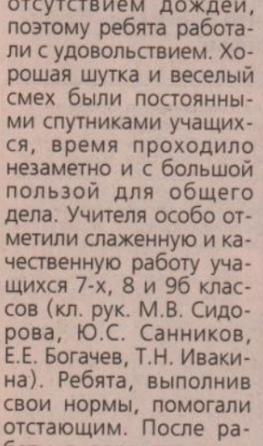 отсутствием дождей,
поэтому ребята работа-
ли с удовольствием. Хо-
рошая шутка и веселый
смех были постоянны-
ми спутниками учащих-
ся, время проходило
незаметно и с большой
пользой для общего
дела. Учителя особо от-
метили слаженную и ка-
чественную работу уча-
щихся 7-х, 8 и 9б клас-
сов (кл. рук. М.В. Сидо-
рова, Ю.С. Санников,
Е.Е. Богачев, Т.Н. Иваки-
на). Ребята, выполнив
свои нормы, помогали
отстающим. После ра-